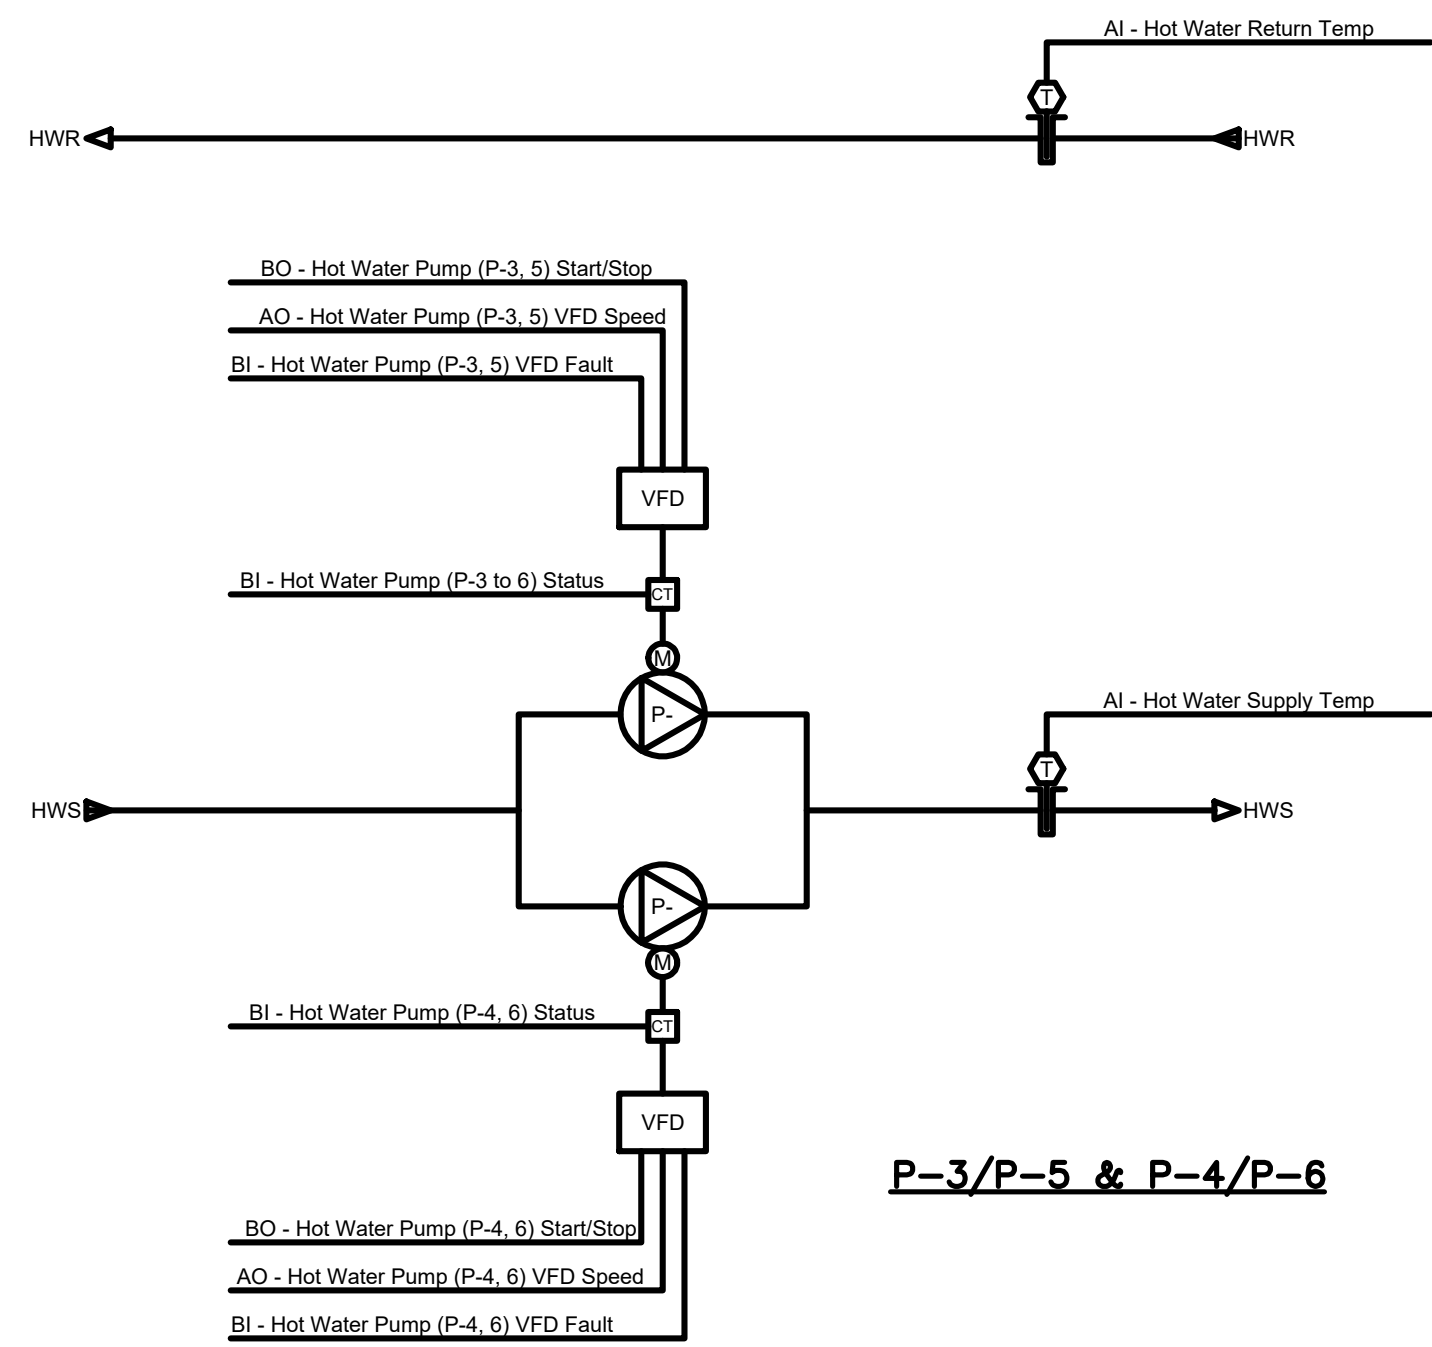 AI - Hot Water Return Temp
T
HWR
HWR
BO - Hot Water Pump (P-3, 5) Start/Stop
AO - Hot Water Pump (P-3, 5) VFD Speed
BI - Hot Water Pump (P-3, 5) VFD Fault
VFD
BI - Hot Water Pump (P-3 to 6) Status
CT
M
P-
AI - Hot Water Supply Temp
T
HWS
HWS
P-
M
BI - Hot Water Pump (P-4, 6) Status
CT
VFD
P-3/P-5 & P-4/P-6
BO - Hot Water Pump (P-4, 6) Start/Stop
AO - Hot Water Pump (P-4, 6) VFD Speed
BI - Hot Water Pump (P-4, 6) VFD Fault